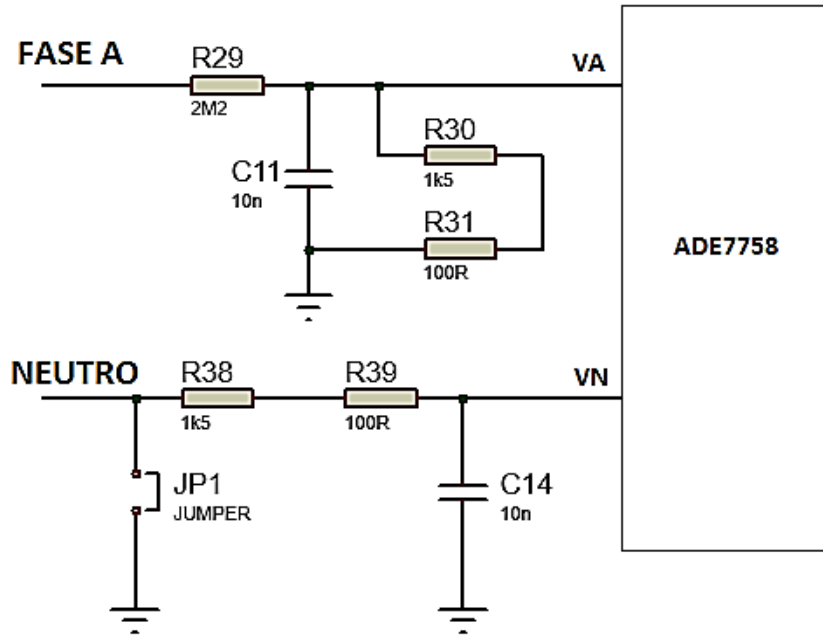 FASE A
R29
2M2
VA
R30
1k5
C11
10n
R31
100R
ADE7758
NEUTRO
R38
1k5
R39
100R
VN
JP1
JUMPER
C14
10n